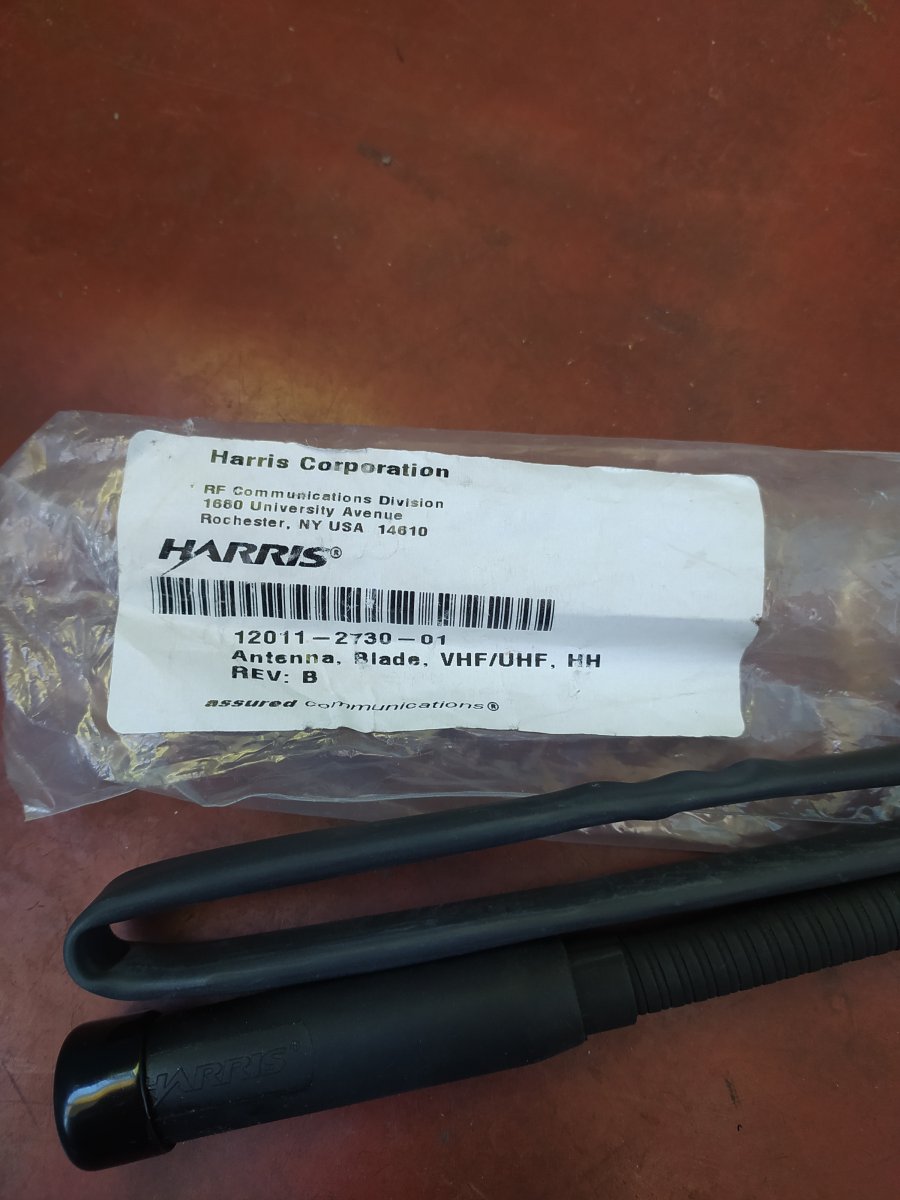 Harris Corporation
RF Communications Division
1680 University Avenue
Rochester, NY USA 14610
HARRIS®
12011-2730-01
Antenna, Blade, VHF/UHF, HH
REV: B
assured communications®
HARRIS®